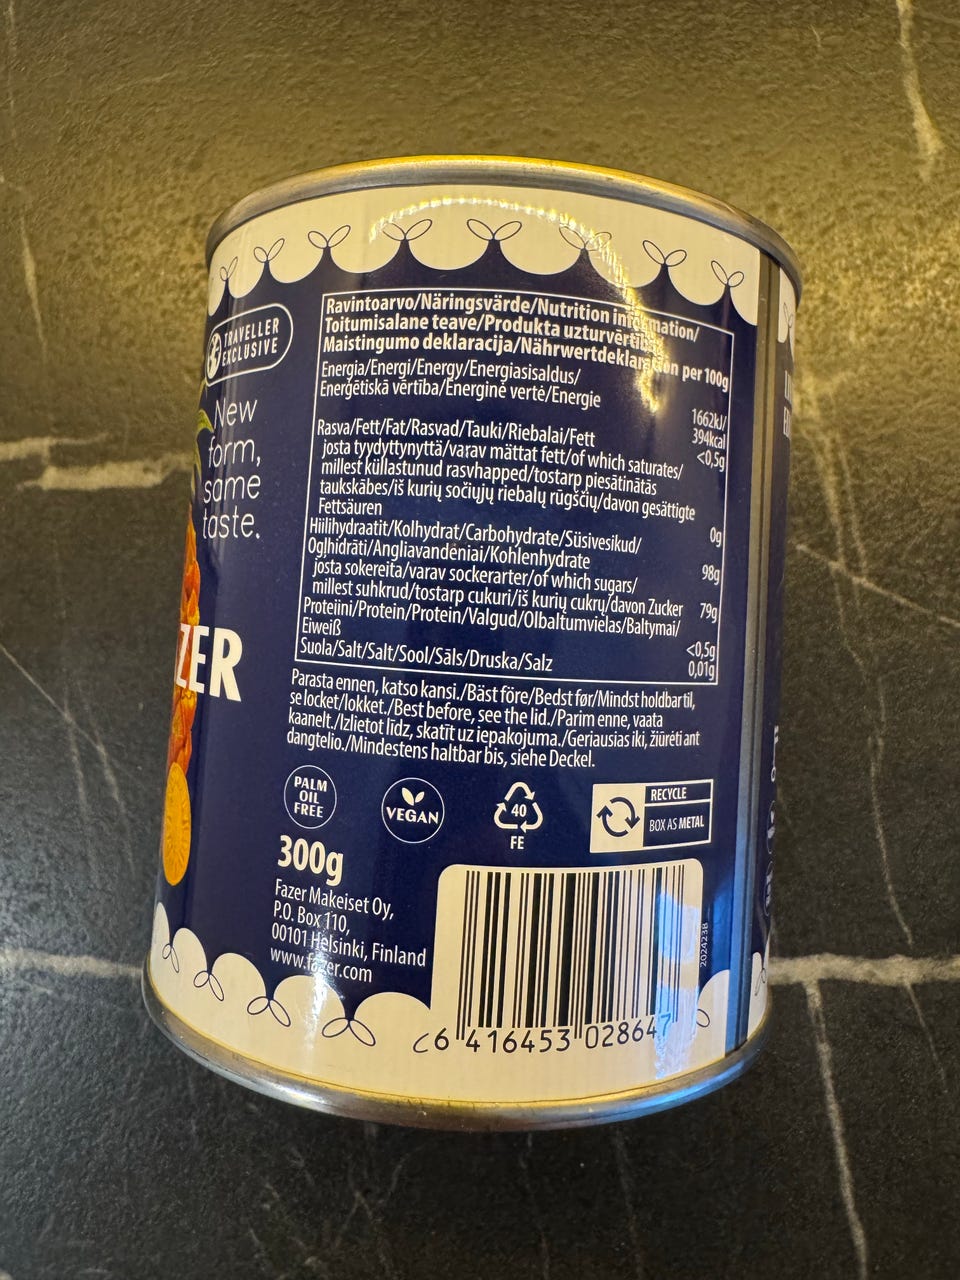 TRAVELLER
EXCLUSIVE
New
form,
same
taste.
ZER
Ravintoarvo/Näringsvärde/Nutrition information/
Toitumisalane teave/Produkta uzturvērtība/
Maistingumo deklaracija/Nährwertdeklaration per 100g
Energia/Energi/Energy/Energiasisaldus/
Enerģētiskā vērtība/Energinė vertė/Energie
1662kJ/
394kcal
Rasva/Fett/Fat/Rasvad/Tauki/Riebalai/Fett <0,5g
josta tyydyttynyttä/varav mättat fett/of which saturates/
millest küllastunud rasvhapped/tostarp piesātinātās
taukskābes/iš kurių sočiųjų riebalų rūgščių/davon gesättigte
Fettsäuren 0g
Hiilihydraatit/Kolhydrat/Carbohydrate/Süsivesikud/
Ogļhidrāti/Angliavandeniai/Kohlenhydrate 98g
josta sokereita/varav sockerarter/of which sugars/
millest suhkrud/tostarp cukuri/iš kurių cukrų/davon Zucker 79g
Proteiini/Protein/Protein/Valgud/Olbaltumvielas/Baltymai/
Eiweiß <0,5g
Suola/Salt/Salt/Sool/Sāls/Druska/Salz 0,01g
Parasta ennen, katso kansi./Bäst före/Bedst før/Mindst holdbar til,
se locket/lokket./Best before, see the lid./Parim enne, vaata
kaanelt./Izlietot līdz, skatīt uz iepakojuma./Geriausias iki, žiūrėti ant
dangtelio./Mindestens haltbar bis, siehe Deckel.
PALM
OIL
FREE
VEGAN
40
FE
RECYCLE
BOX AS METAL
300g
Fazer Makeiset Oy,
P.O. Box 110,
00101 Helsinki, Finland
www.fazer.com
2024238
6 416453 028647